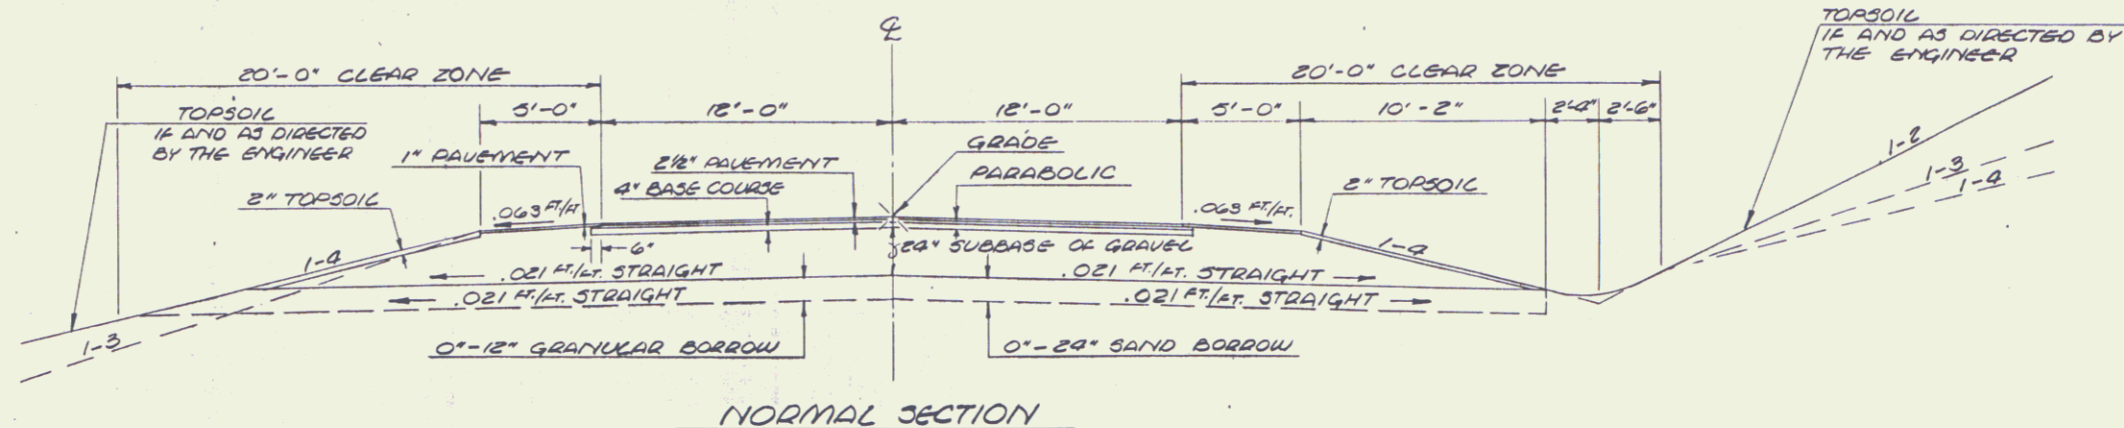 ℄
TOPSOIL
IF AND AS DIRECTED BY
THE ENGINEER
20'-0" CLEAR ZONE
20'-0" CLEAR ZONE
TOPSOIL
IF AND AS DIRECTED
BY THE ENGINEER
5'-0"
12'-0"
12'-0"
5'-0"
10'-2"
2'-4"
2'-6"
1" PAVEMENT
2½" PAVEMENT
4" BASE COURSE
GRADE
PARABOLIC
2" TOPSOIL
2" TOPSOIL
1-2
1-3
1-4
.063 FT/FT
.063 FT./FT.
6"
24" SUBBASE OF GRAVEL
1-4
1-4
.021 FT./FT. STRAIGHT
.021 FT./FT. STRAIGHT
.021 FT./FT. STRAIGHT
.021 FT./FT. STRAIGHT
1-3
0"-12" GRANULAR BORROW
0"-24" SAND BORROW
NORMAL SECTION